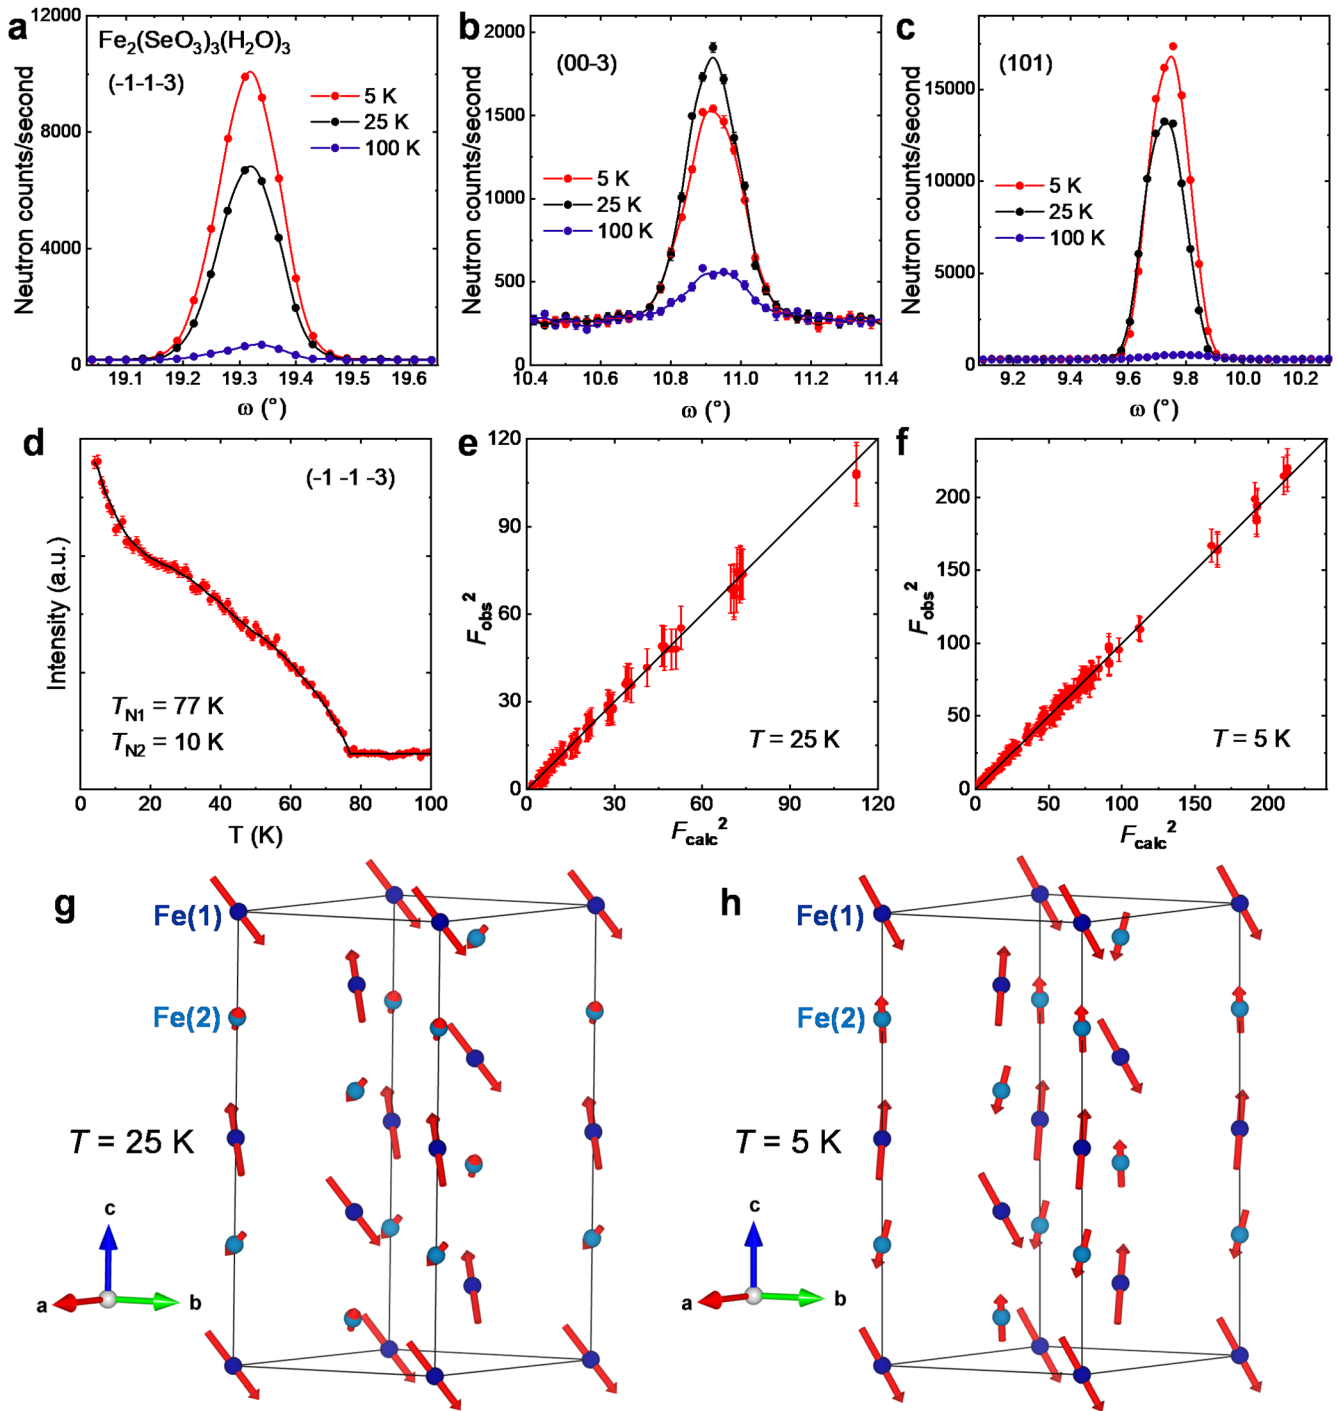 a
Fe₂(SeO₃)₃(H₂O)₃
(-1-1-3)
5 K
25 K
100 K
Neutron counts/second
12000
8000
4000
0
19.1 19.2 19.3 19.4 19.5 19.6
ω (°)
b
(00-3)
5 K
25 K
100 K
Neutron counts/second
2000
1500
1000
500
0
10.4 10.6 10.8 11.0 11.2 11.4
ω (°)
c
(101)
5 K
25 K
100 K
Neutron counts/second
15000
10000
5000
0
9.2 9.4 9.6 9.8 10.0 10.2
ω (°)
d
(-1 -1 -3)
Intensity (a.u.)
T_N1 = 77 K
T_N2 = 10 K
0 20 40 60 80 100
T (K)
e
F_obs²
120
90
60
30
0
T = 25 K
0 30 60 90 120
F_calc²
f
F_obs²
200
150
100
50
0
T = 5 K
0 50 100 150 200
F_calc²
g
Fe(1)
Fe(2)
T = 25 K
c
a
b
h
Fe(1)
Fe(2)
T = 5 K
c
a
b